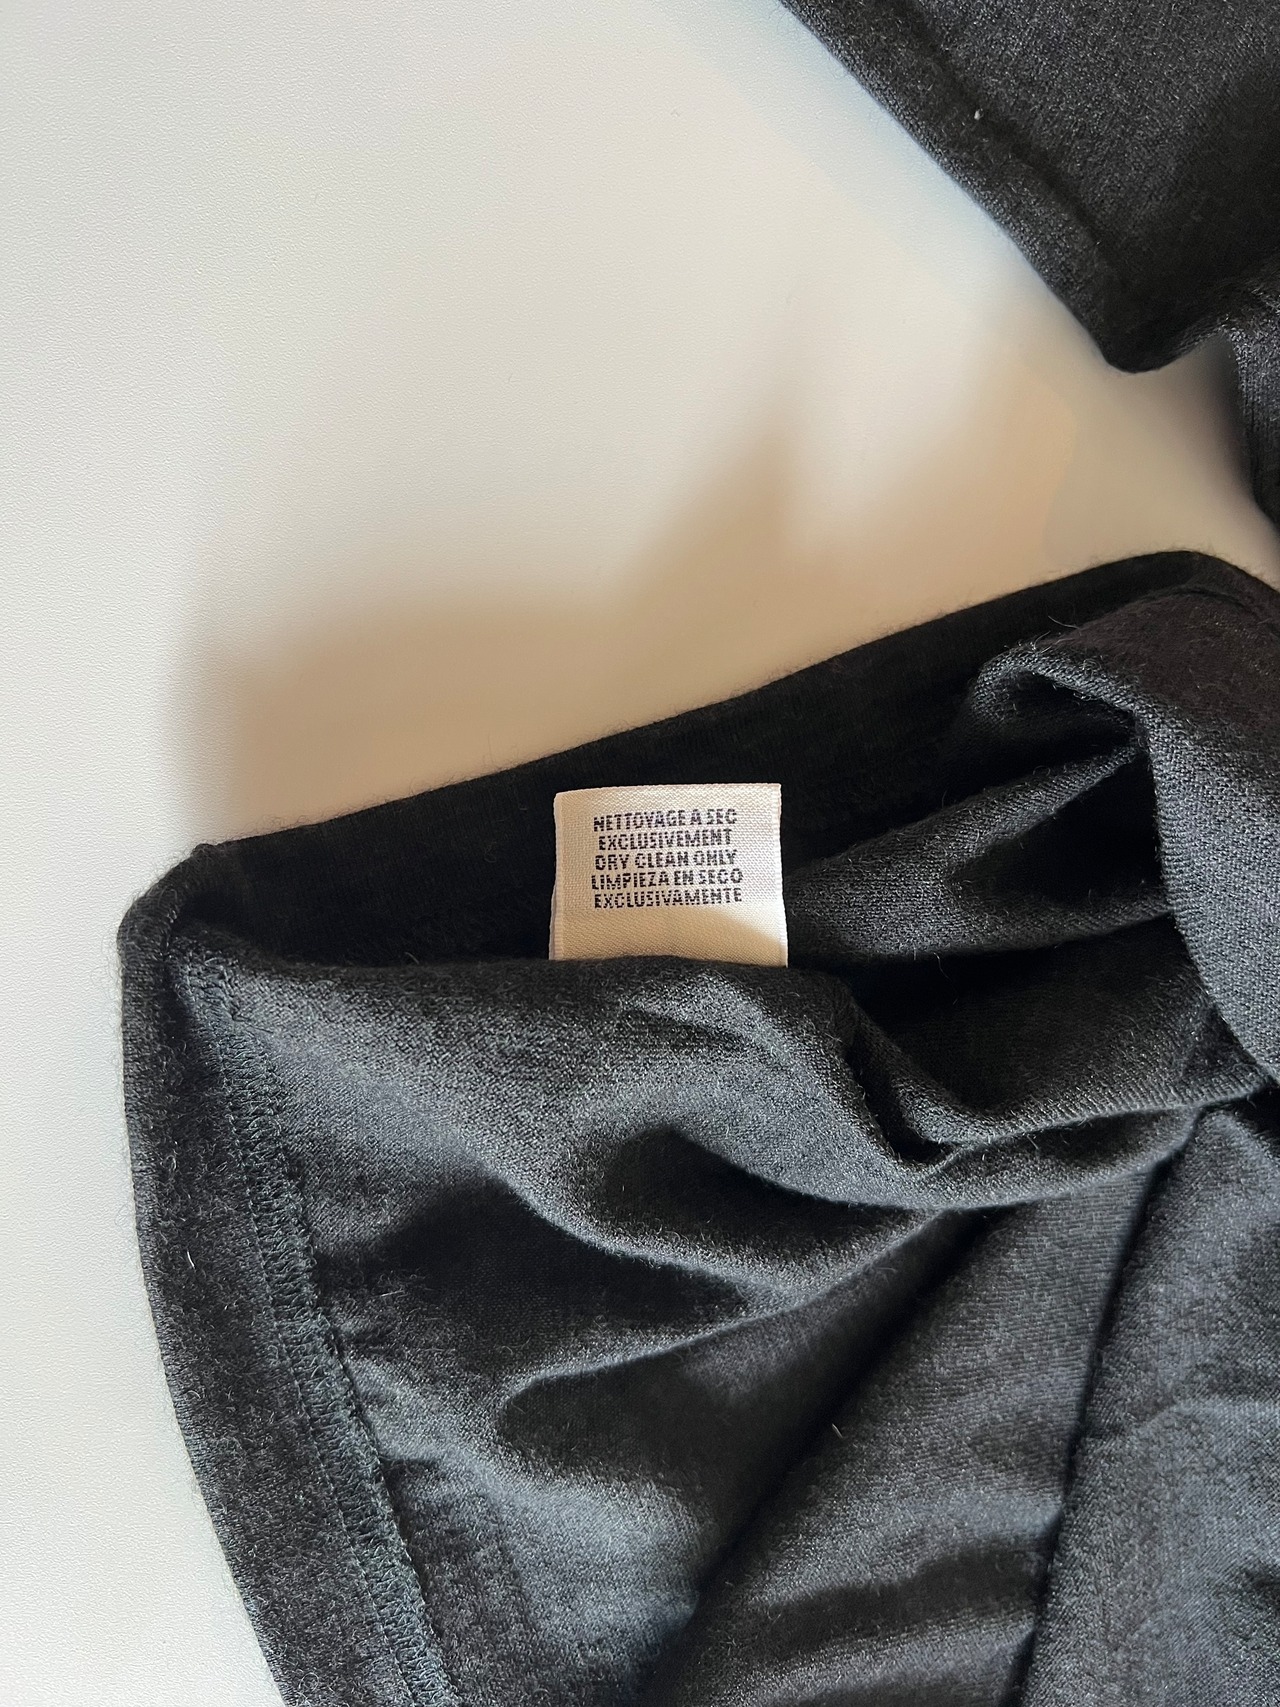 NETTOYAGE A SEC
EXCLUSIVEMENT
DRY CLEAN ONLY
LIMPIEZA EN SECO
EXCLUSIVAMENTE